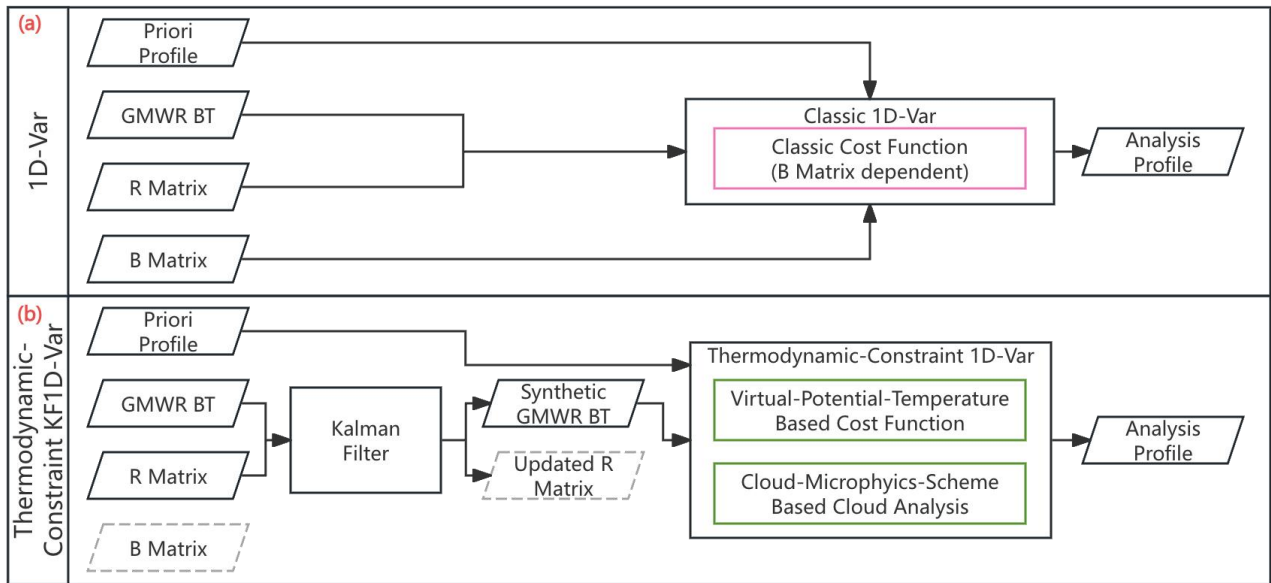 (a)
1D-Var
Priori
Profile
GMWR BT
R Matrix
B Matrix
Classic 1D-Var
Classic Cost Function
(B Matrix dependent)
Analysis
Profile
(b)
Thermodynamic-
Constraint KF1D-Var
Priori
Profile
GMWR BT
R Matrix
B Matrix
Kalman
Filter
Synthetic
GMWR BT
Updated R
Matrix
Thermodynamic-Constraint 1D-Var
Virtual-Potential-Temperature
Based Cost Function
Cloud-Microphyics-Scheme
Based Cloud Analysis
Analysis
Profile